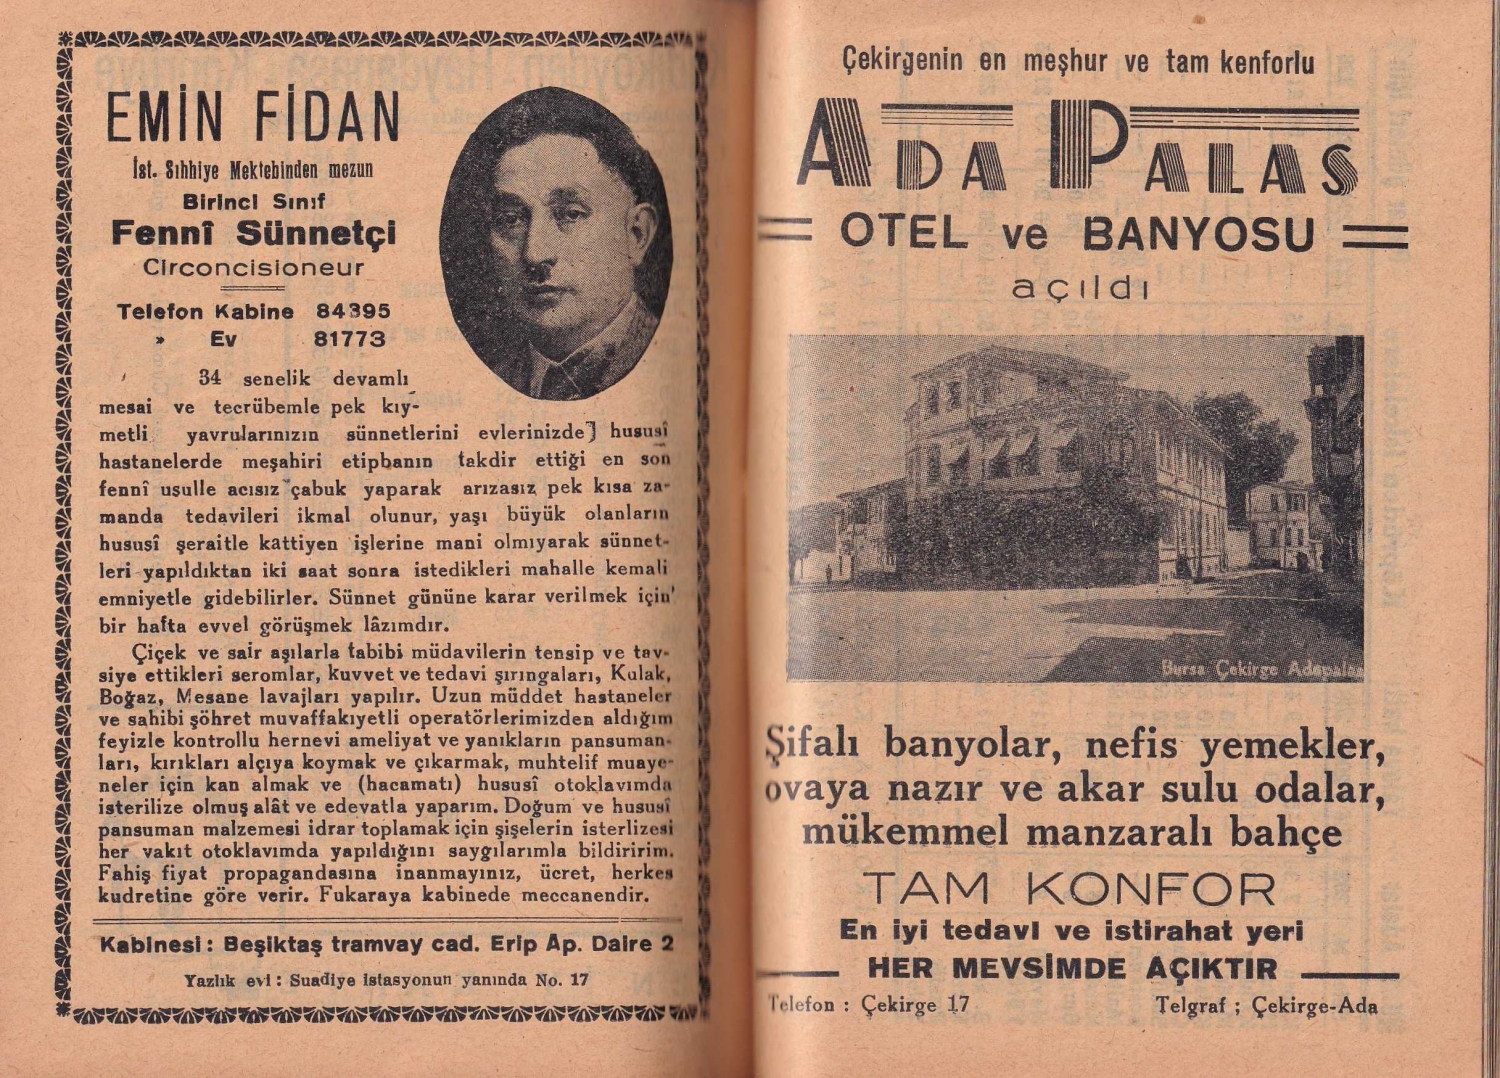 EMİN FİDAN
İst. Sıhhiye Mektebinden mezun
Birinci Sınıf
Fennî Sünnetçi
Circoncisioneur
Telefon Kabine 84395
» Ev 81773
34 senelik devamlı
mesai ve tecrübemle pek kıy-
metli yavrularınızın sünnetlerini evlerinizde hususî
hastanelerde meşahiri etipbanın takdir ettiği en son
fennî usulle acısız çabuk yaparak arızasız pek kısa za-
manda tedavileri ikmal olunur, yaşı büyük olanların
hususî şeraitle kattiyen işlerine mani olmıyarak sünnet-
leri yapıldıktan iki saat sonra istedikleri mahalle kemali
emniyetle gidebilirler. Sünnet gününe karar verilmek için
bir hafta evvel görüşmek lâzımdır.
Çiçek ve sair aşılarla tabibi müdavilerin tensip ve tav-
siye ettikleri seromlar, kuvvet ve tedavi şırıngaları, Kulak,
Boğaz, Mesane lavajları yapılır. Uzun müddet hastaneler
ve sahibi şöhret muvaffakıyetli operatörlerimizden aldığım
feyizle kontrollu hernevi ameliyat ve yanıkların pansuman-
ları, kırıkları alçıya koymak ve çıkarmak, muhtelif muaye-
neler için kan almak ve (hacamatı) hususî otoklavımda
isterilize olmuş alât ve edevatla yaparım. Doğum ve hususî
pansuman malzemesi idrar toplamak için şişelerin isterlizesi
her vakıt otoklavımda yapıldığını saygılarımla bildiririm.
Fahiş fiyat propagandasına inanmayınız, ücret, herkes
kudretine göre verir. Fukaraya kabinede meccanendir.
Kabinesi : Beşiktaş tramvay cad. Erip Ap. Daire 2
Yazlık evi : Suadiye istasyonun yanında No. 17
Çekirgenin en meşhur ve tam kenforlu
ADA PALAS
OTEL ve BANYOSU
açıldı
Bursa Çekirge Adapalas
Şifalı banyolar, nefis yemekler,
ovaya nazır ve akar sulu odalar,
mükemmel manzaralı bahçe
TAM KONFOR
En iyi tedavi ve istirahat yeri
HER MEVSİMDE AÇIKTIR
Telefon : Çekirge 17 Telgraf ; Çekirge-Ada